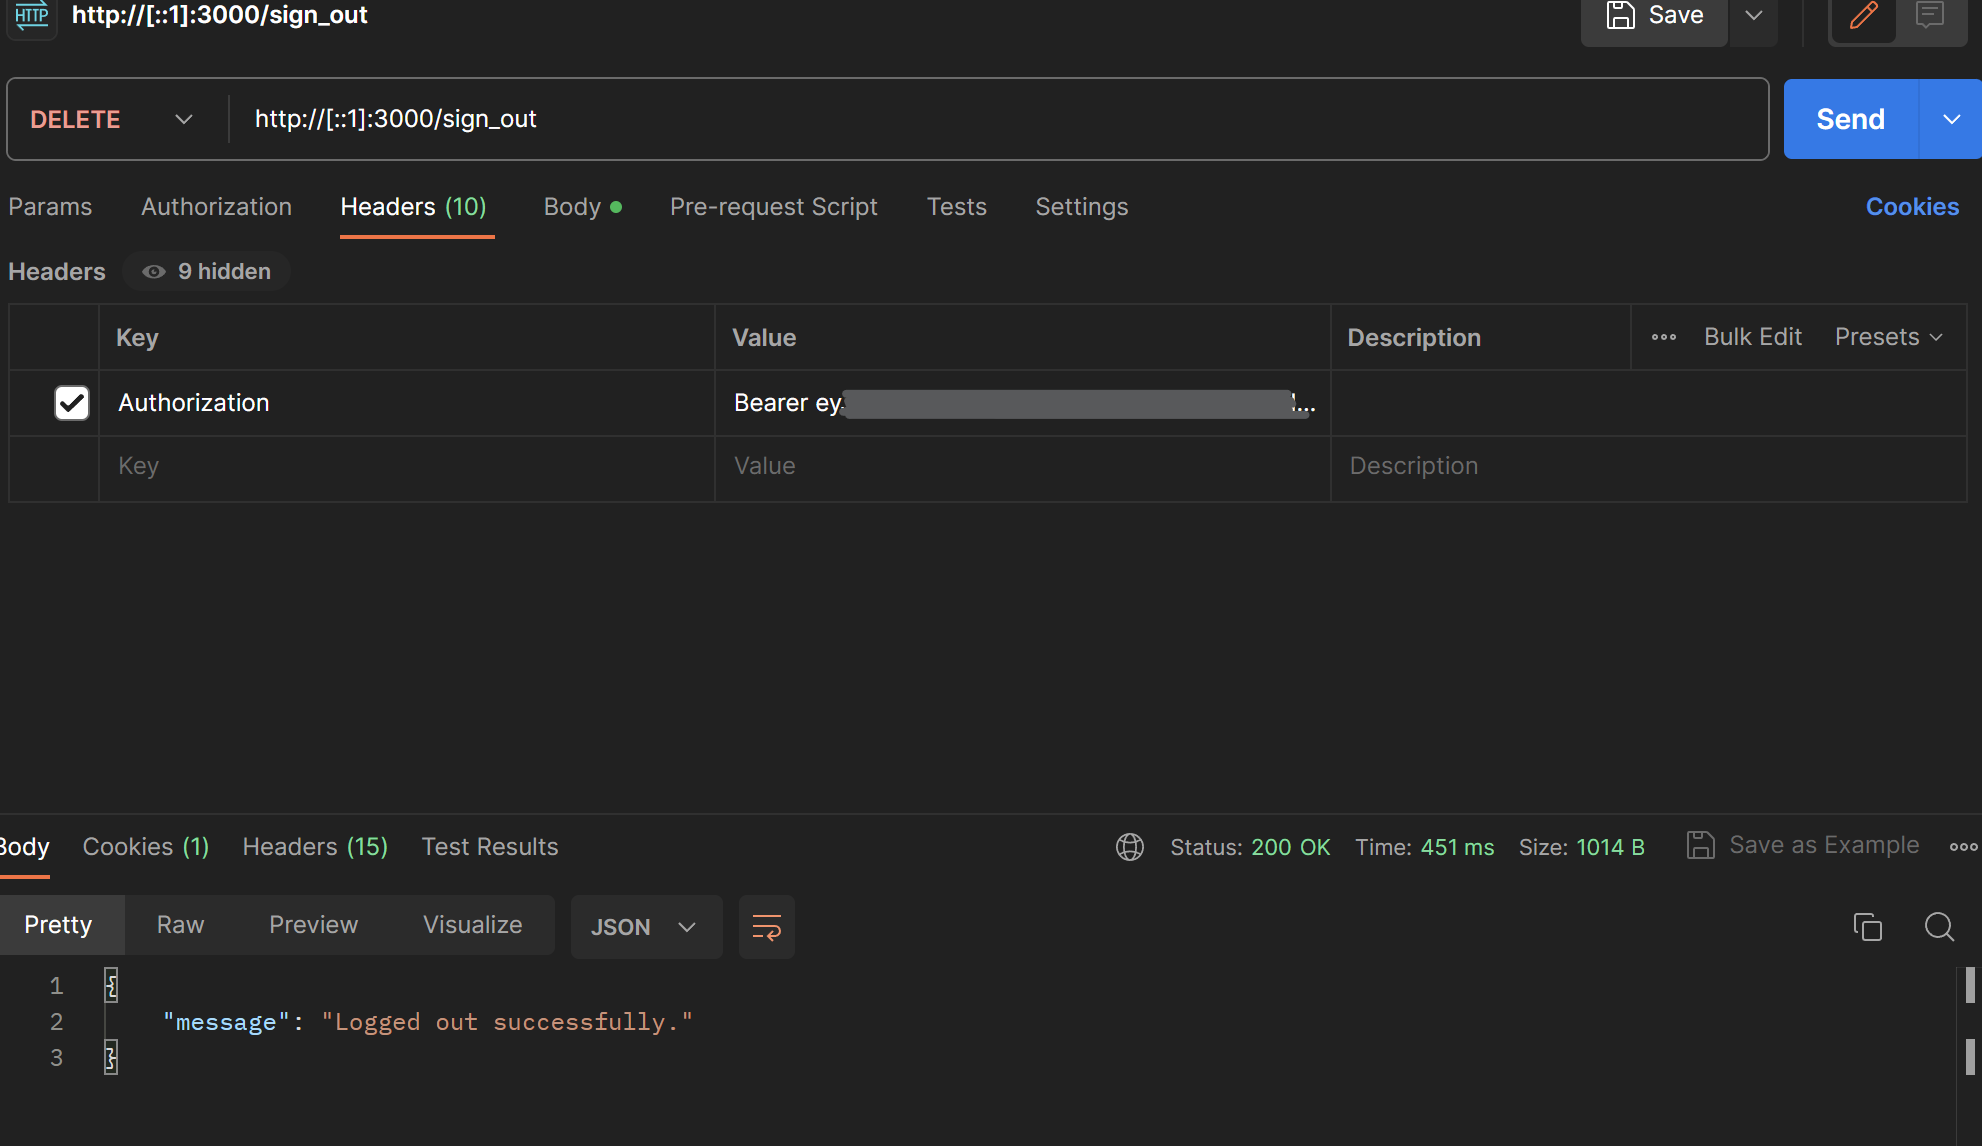 HTTP http://[::1]:3000/sign_out Save
DELETE http://[::1]:3000/sign_out Send
Params Authorization Headers (10) Body Pre-request Script Tests Settings Cookies
Headers 9 hidden
Key Value Description Bulk Edit Presets
Authorization Bearer ey ...
Key Value Description
Body Cookies (1) Headers (15) Test Results Status: 200 OK Time: 451 ms Size: 1014 B Save as Example
Pretty Raw Preview Visualize JSON
1 {
2 "message": "Logged out successfully."
3 }